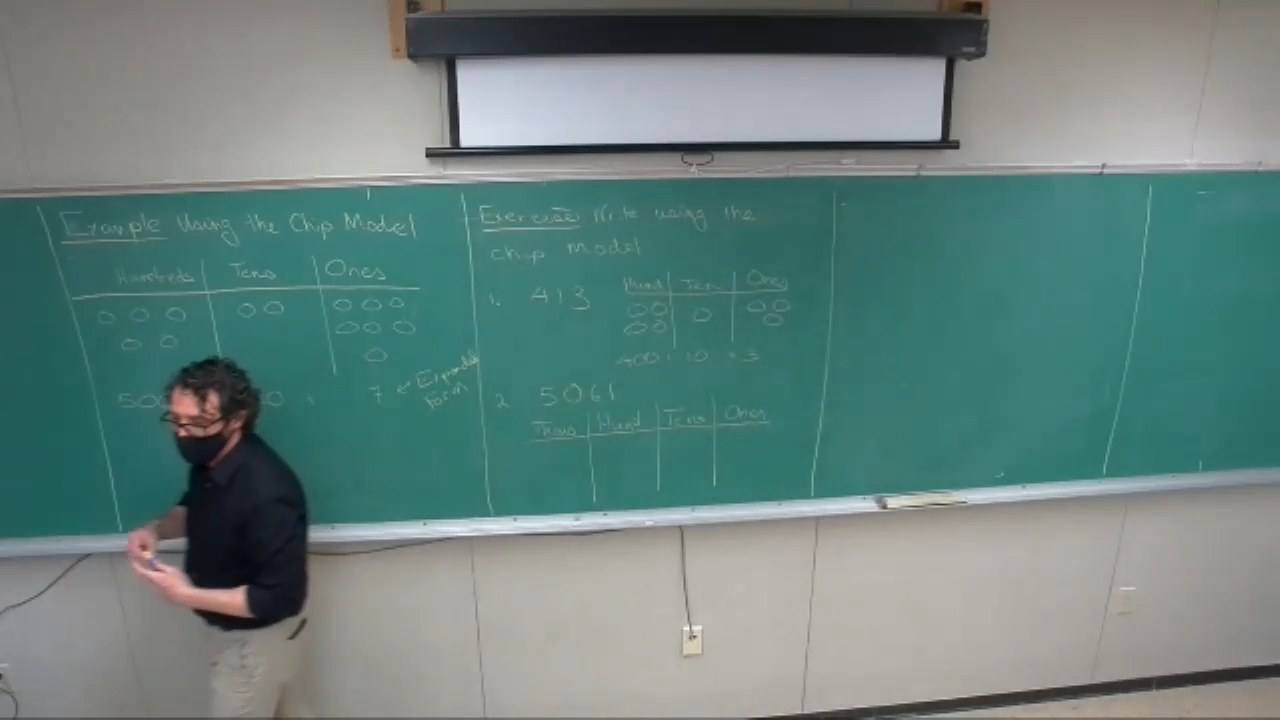 Example Using the Chip Model
Hundreds Tens Ones
7 ← Expanded
Form
Exercise Write using the
chip Model
1. 413
Hund Ten Ones
400 + 10 + 3
2. 5061
Thous Hund Tens Ones